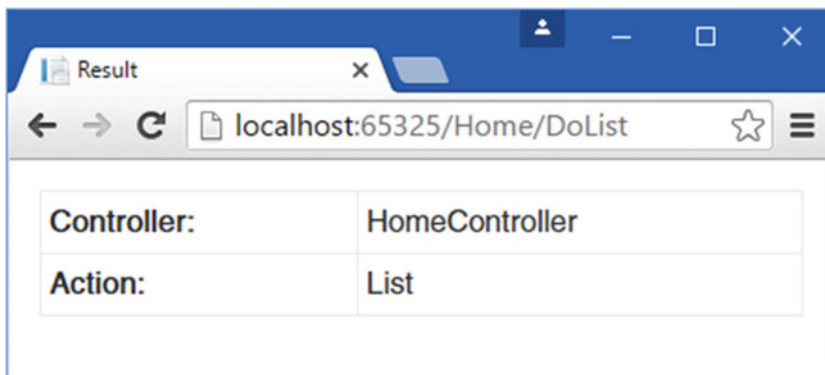 Result
localhost:65325/Home/DoList
Controller: HomeController
Action: List